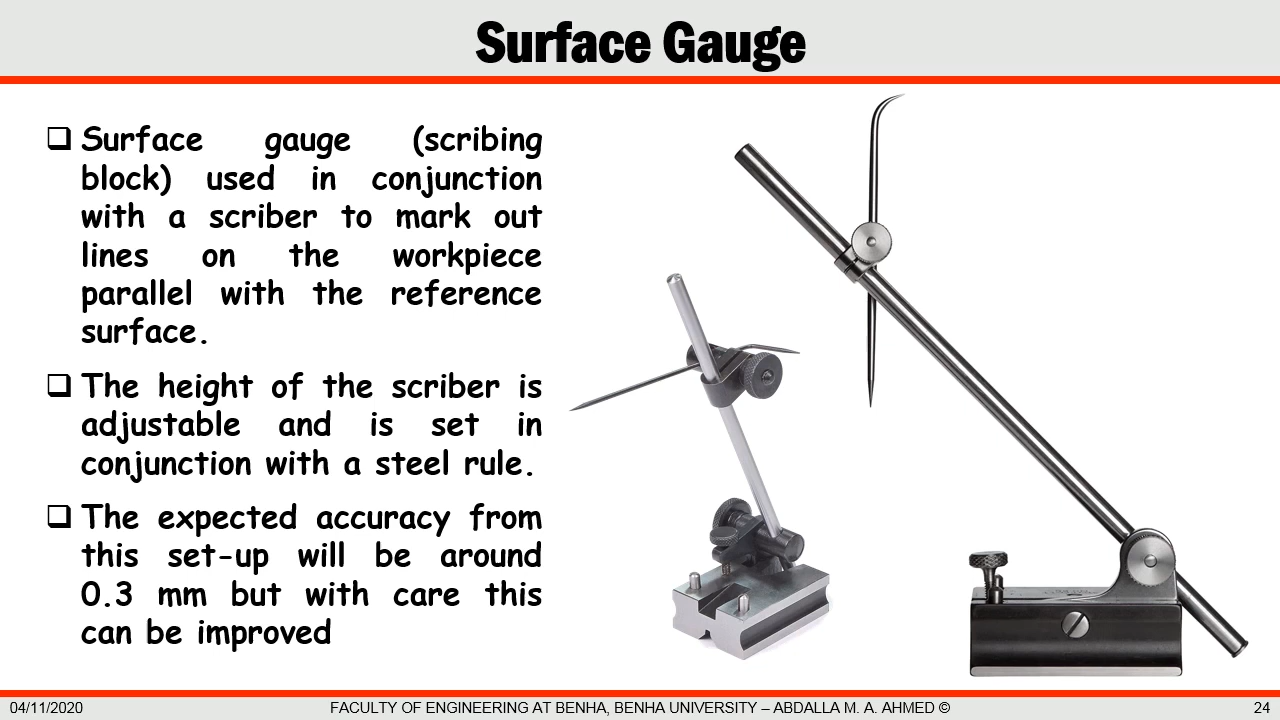 Surface Gauge
❑ Surface gauge (scribing
block) used in conjunction
with a scriber to mark out
lines on the workpiece
parallel with the reference
surface.
❑ The height of the scriber is
adjustable and is set in
conjunction with a steel rule.
❑ The expected accuracy from
this set-up will be around
0.3 mm but with care this
can be improved
04/11/2020
FACULTY OF ENGINEERING AT BENHA, BENHA UNIVERSITY – ABDALLA M. A. AHMED ©
24